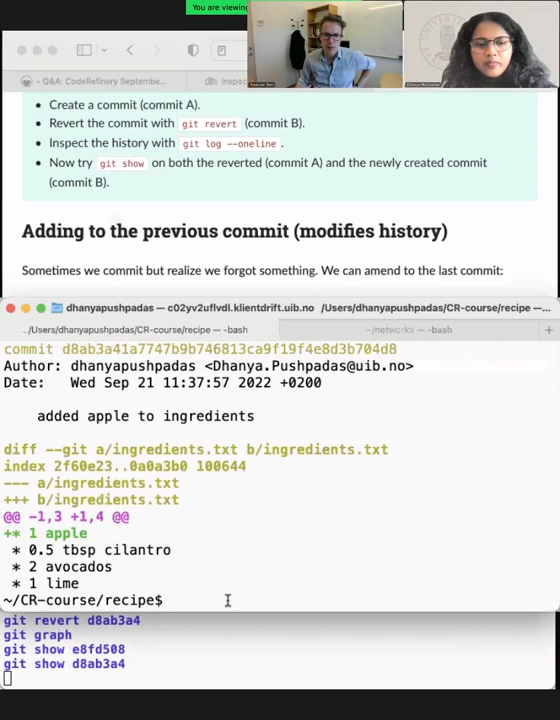 You are viewing
Q&A: CodeRefinery Septembe...
Create a commit (commit A).
Revert the commit with git revert (commit B).
Inspect the history with git log --oneline .
Now try git show on both the reverted (commit A) and the newly created commit
(commit B).
Adding to the previous commit (modifies history)
Sometimes we commit but realize we forgot something. We can amend to the last commit:
dhanyapushpadas — c02yv2uflvdl.klientdrift.uib.no /Users/dhanyapushpadas/CR-course/recipe —...
.../Users/dhanyapushpadas/CR-course/recipe — -bash
~/networkx — -bash
commit d8ab3a41a7747b9b746813ca9f19f4e8d3b704d8
Author: dhanyapushpadas <Dhanya.Pushpadas@uib.no>
Date:   Wed Sep 21 11:37:57 2022 +0200
added apple to ingredients
diff --git a/ingredients.txt b/ingredients.txt
index 2f60e23..0a0a3b0 100644
--- a/ingredients.txt
+++ b/ingredients.txt
@@ -1,3 +1,4 @@
+* 1 apple
* 0.5 tbsp cilantro
* 2 avocados
* 1 lime
~/CR-course/recipe$
git revert d8ab3a4
git graph
git show e8fd508
git show d8ab3a4